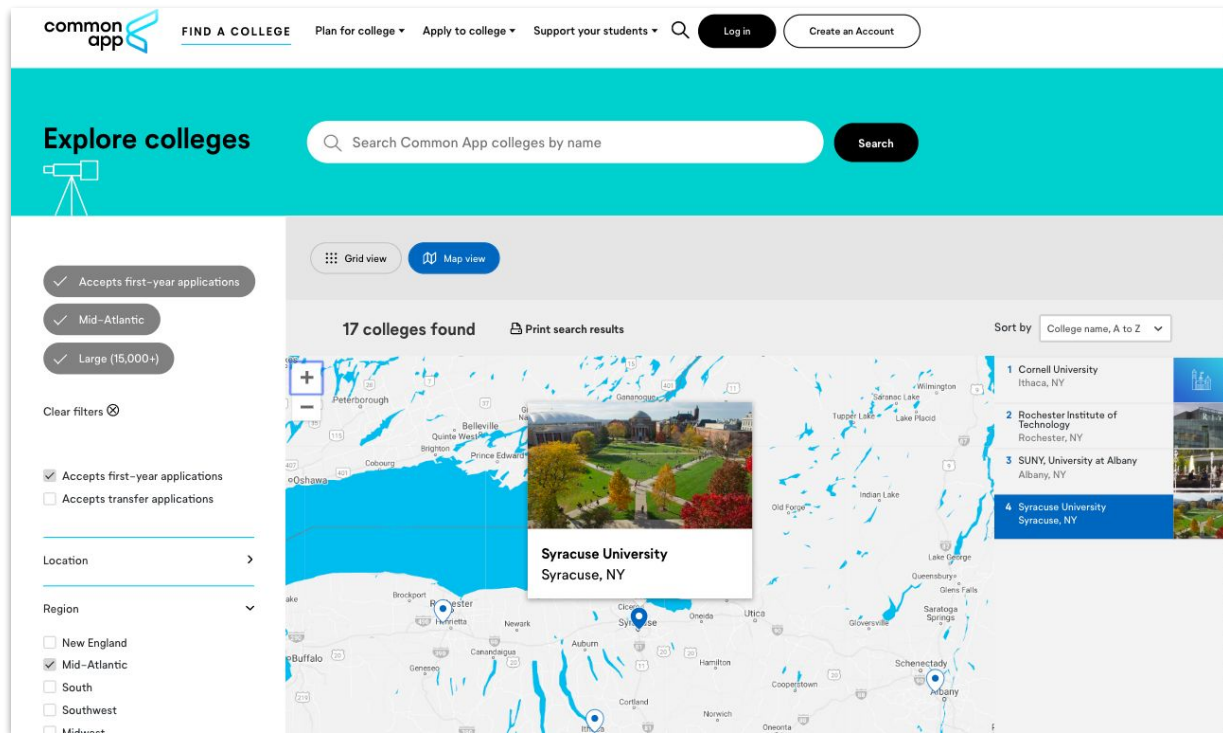 common
app
FIND A COLLEGE
Plan for college
Apply to college
Support your students
Log in
Create an Account
Explore colleges
Search Common App colleges by name
Search
Grid view
Map view
Accepts first-year applications
Mid-Atlantic
Large (15,000+)
Clear filters
Accepts first-year applications
Accepts transfer applications
Location
Region
New England
Mid-Atlantic
South
Southwest
Midwest
17 colleges found
Print search results
Sort by
College name, A to Z
Peterborough
Belleville
Quinte West
Brighton
Prince Edward
Cobourg
Oshawa
Gananoque
Wilmington
Saranac Lake
Tupper Lake
Lake Placid
Indian Lake
Old Forge
Lake George
Queensbury
Glens Falls
Saratoga
Springs
Gloversville
Schenectady
Albany
Brockport
Rochester
Henrietta
Newark
Buffalo
Geneseo
Canandaigua
Auburn
Cicero
Syracuse
Oneida
Utica
Hamilton
Cooperstown
Cortland
Norwich
Oneonta
Ithaca
Syracuse University
Syracuse, NY
1 Cornell University
Ithaca, NY
2 Rochester Institute of
Technology
Rochester, NY
3 SUNY, University at Albany
Albany, NY
4 Syracuse University
Syracuse, NY